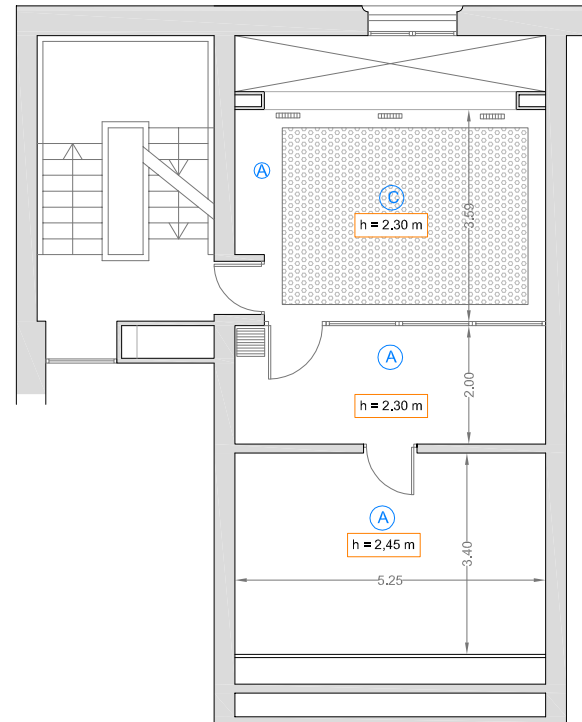 A
C
h = 2.30 m
3.59
A
h = 2.30 m
2.00
A
h = 2,45 m
3.40
5.25